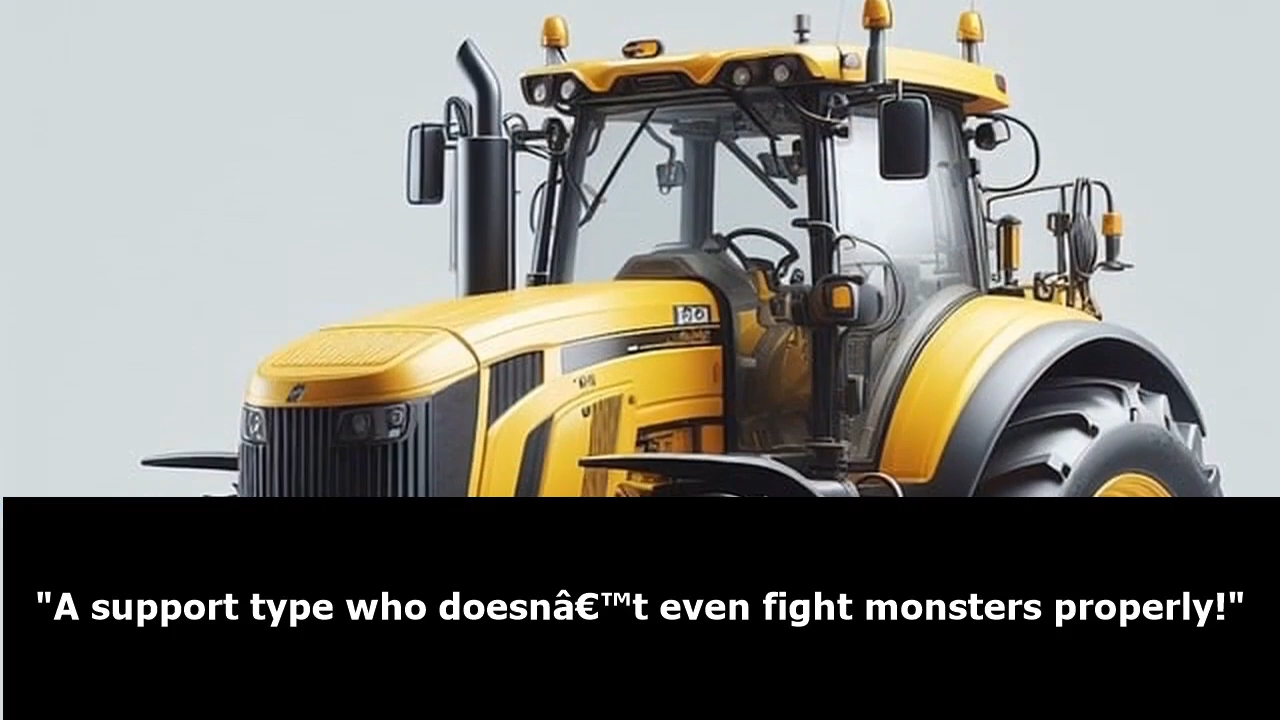 "A support type who doesnâ€™t even fight monsters properly!"